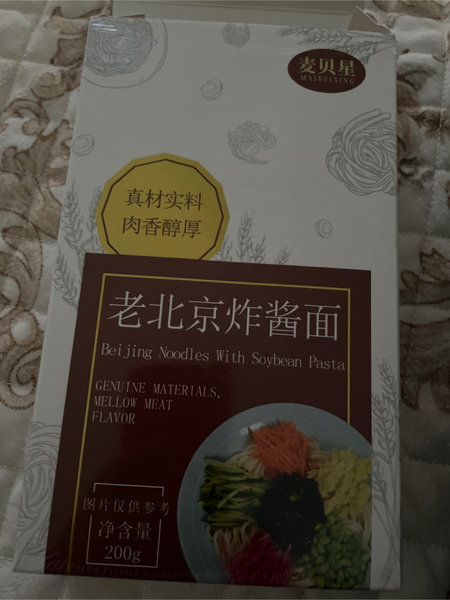 麦贝星
MAIBEIXING
真材实料
肉香醇厚
老北京炸酱面
Beijing Noodles With Soybean Pasta
GENUINE MATERIALS,
MELLOW MEAT
FLAVOR
图片仅供参考
净含量
200g